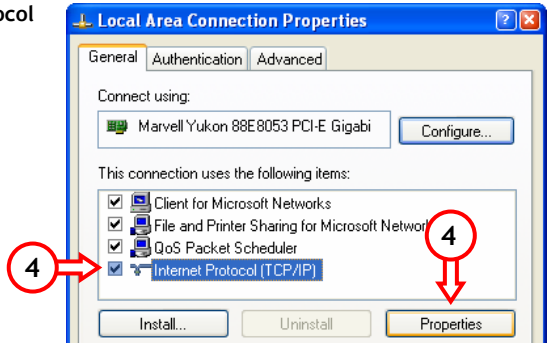 Local Area Connection Properties
General Authentication Advanced
Connect using:
Marvell Yukon 88E8053 PCI-E Gigabi Configure...
This connection uses the following items:
Client for Microsoft Networks
File and Printer Sharing for Microsoft
4
QoS Packet Scheduler
4 Internet Protocol (TCP/IP)
Install... Uninstall Properties